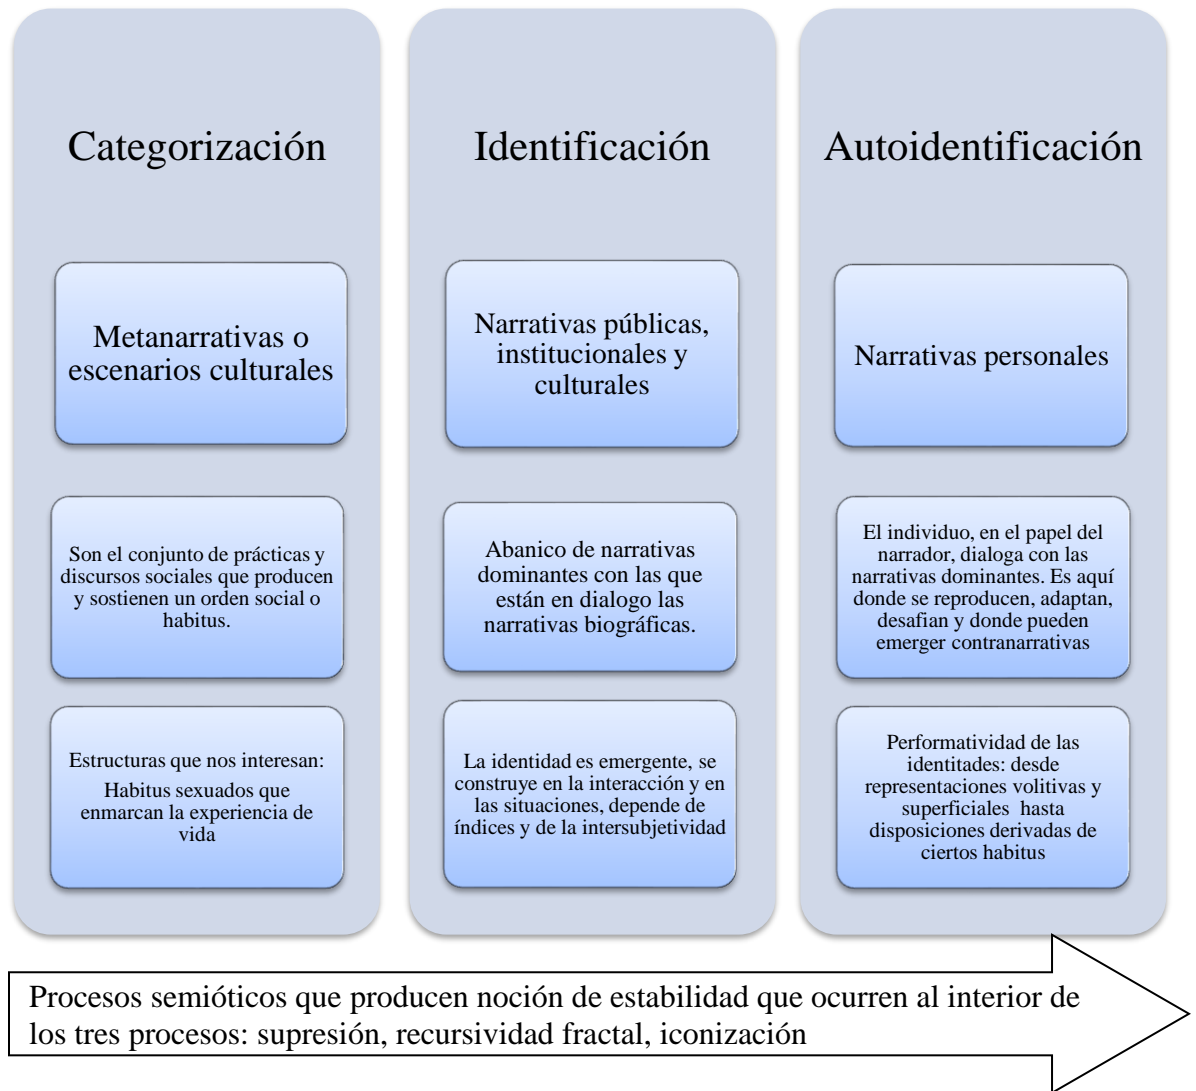 Categorización
Metanarrativas o
escenarios culturales
Son el conjunto de prácticas y
discursos sociales que producen
y sostienen un orden social o
habitus.
Estructuras que nos interesan:
Habitus sexuados que
enmarcan la experiencia de
vida
Identificación
Narrativas públicas,
institucionales y
culturales
Abanico de narrativas
dominantes con las que
están en dialogo las
narrativas biográficas.
La identidad es emergente, se
construye en la interacción y en
las situaciones, depende de
índices y de la intersubjetividad
Autoidentificación
Narrativas personales
El individuo, en el papel del
narrador, dialoga con las
narrativas dominantes. Es aquí
donde se reproducen, adaptan,
desafian y donde pueden
emerger contranarrativas
Performatividad de las
identitades: desde
representaciones volitivas y
superficiales hasta
disposiciones derivadas de
ciertos habitus
Procesos semióticos que producen noción de estabilidad que ocurren al interior de
los tres procesos: supresión, recursividad fractal, iconización